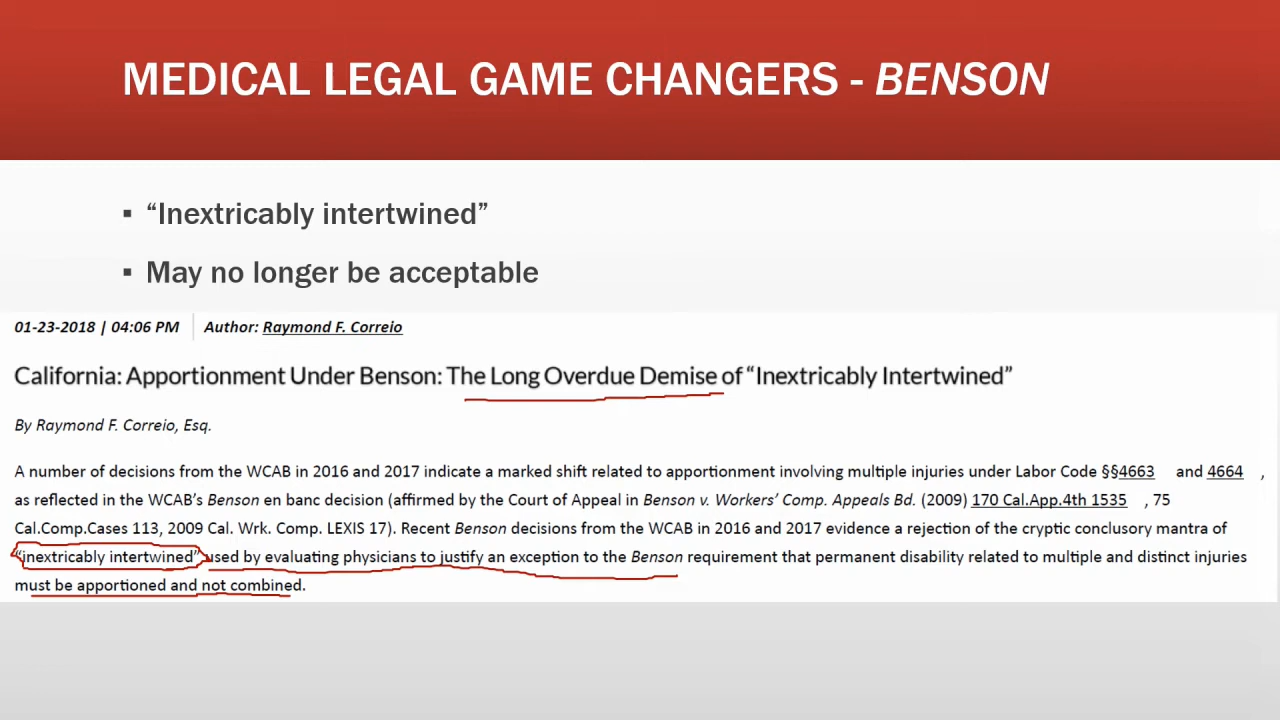 MEDICAL LEGAL GAME CHANGERS - BENSON
▪ “Inextricably intertwined”
▪ May no longer be acceptable
01-23-2018 | 04:06 PM Author: Raymond F. Correio
California: Apportionment Under Benson: The Long Overdue Demise of “Inextricably Intertwined”
By Raymond F. Correio, Esq.
A number of decisions from the WCAB in 2016 and 2017 indicate a marked shift related to apportionment involving multiple injuries under Labor Code §§4663 and 4664 ,
as reflected in the WCAB’s Benson en banc decision (affirmed by the Court of Appeal in Benson v. Workers’ Comp. Appeals Bd. (2009) 170 Cal.App.4th 1535 , 75
Cal.Comp.Cases 113, 2009 Cal. Wrk. Comp. LEXIS 17). Recent Benson decisions from the WCAB in 2016 and 2017 evidence a rejection of the cryptic conclusory mantra of
“inextricably intertwined” used by evaluating physicians to justify an exception to the Benson requirement that permanent disability related to multiple and distinct injuries
must be apportioned and not combined.